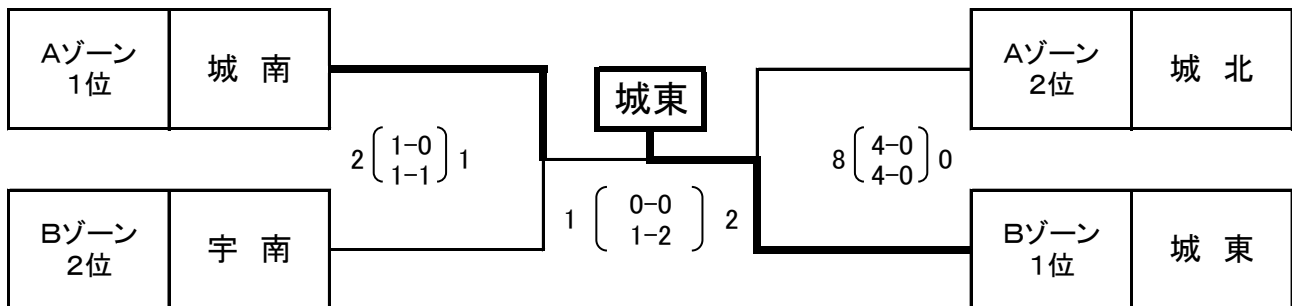 Aゾーン
1位
城 南
2 1-0 1
1-1
Bゾーン
2位
宇 南
城東
1 0-0 2
1-2
Aゾーン
2位
城 北
8 4-0 0
4-0
Bゾーン
1位
城 東